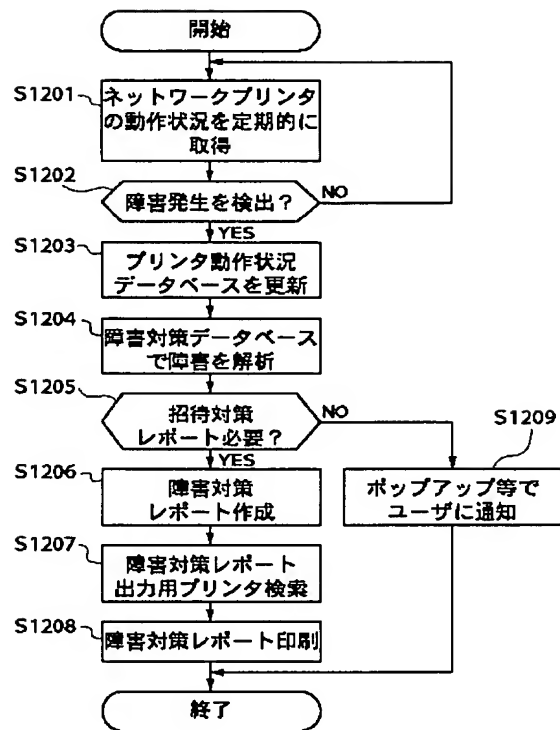 開始
S1201
ネットワークプリンタ
の動作状況を定期的に
取得
S1202
障害発生を検出?
NO
YES
S1203
プリンタ動作状況
データベースを更新
S1204
障害対策データベース
で障害を解析
S1205
招待対策
レポート必要?
NO
YES
S1206
障害対策
レポート作成
S1209
ポップアップ等で
ユーザに通知
S1207
障害対策レポート
出力用プリンタ検索
S1208
障害対策レポート印刷
終了